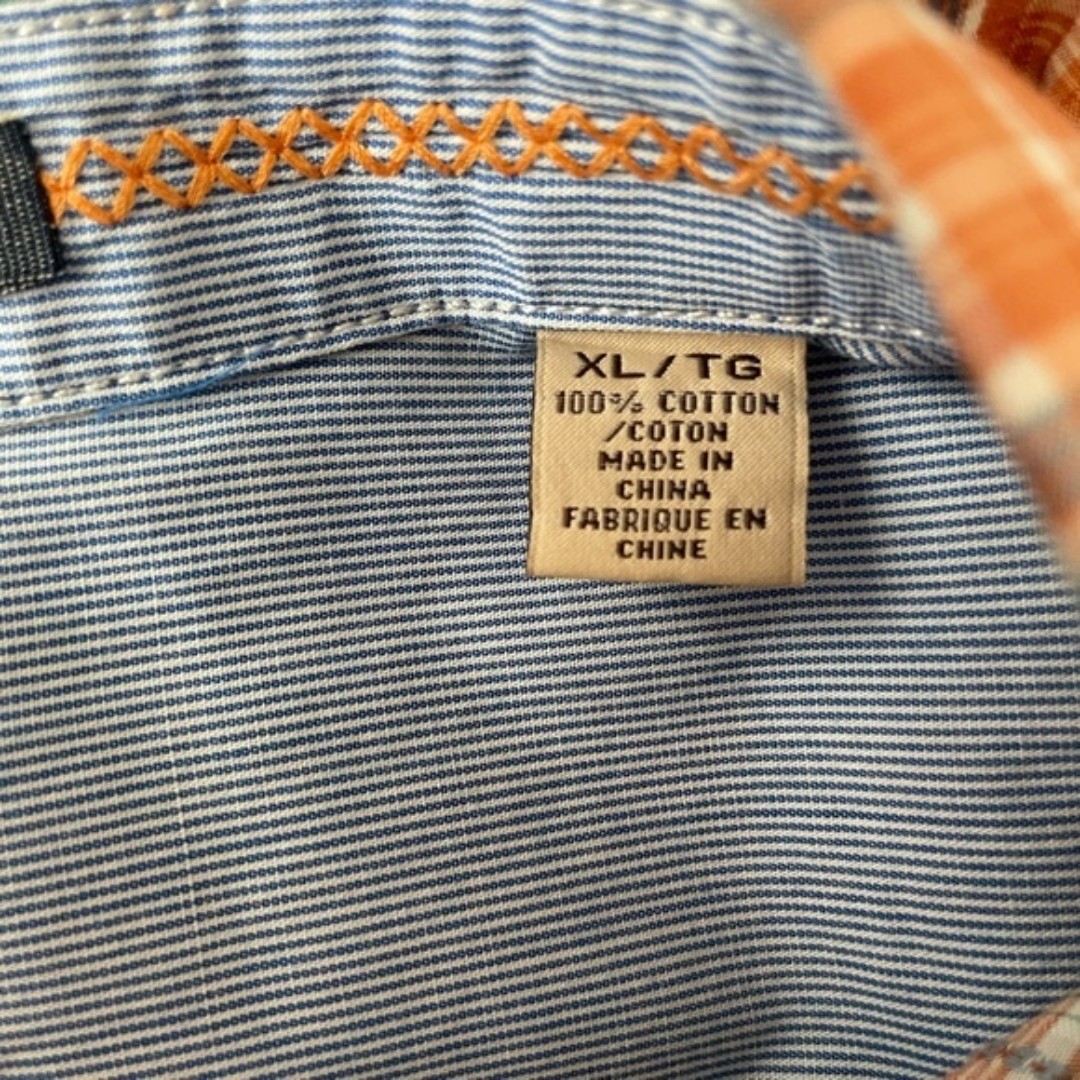 XL/TG
100% COTTON
/COTON
MADE IN
CHINA
FABRIQUE EN
CHINE